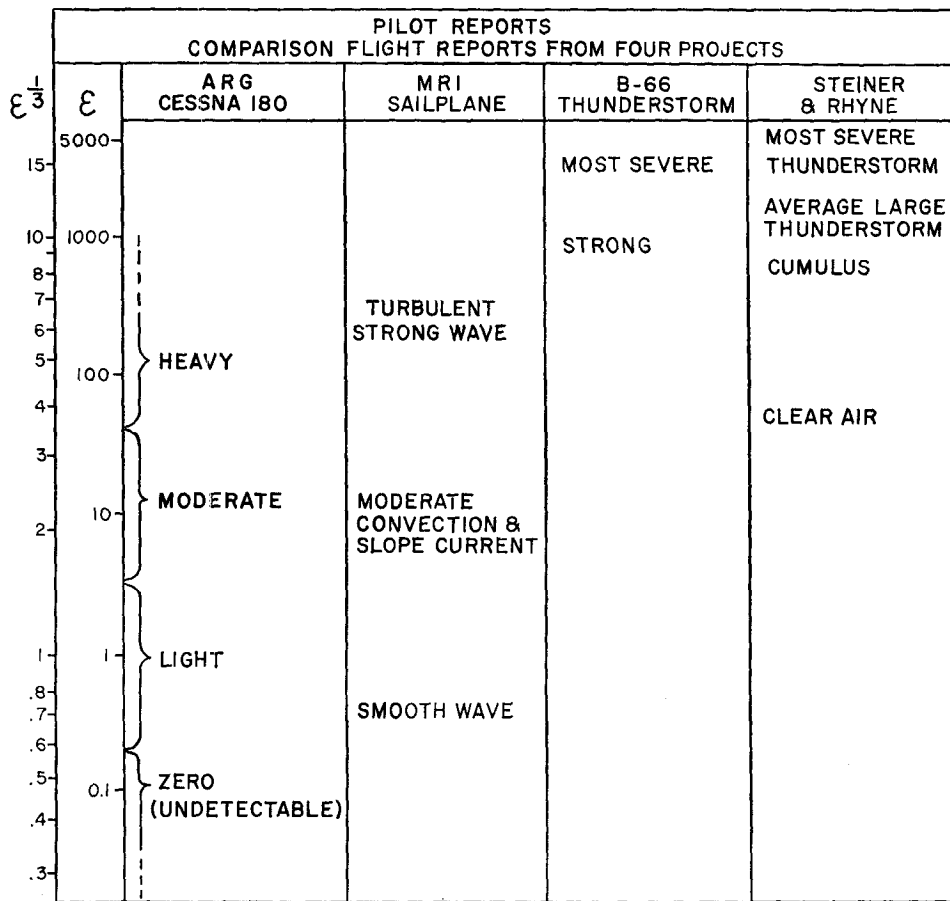 PILOT REPORTS
COMPARISON FLIGHT REPORTS FROM FOUR PROJECTS
ε^1/3
ε
ARG
CESSNA 180
MRI
SAILPLANE
B-66
THUNDERSTORM
STEINER
& RHYNE
15
10
8
7
6
5
4
3
2
1
.8
.7
.6
.5
.4
.3
5000
1000
100
10
1
0.1
HEAVY
MODERATE
LIGHT
ZERO
(UNDETECTABLE)
TURBULENT
STRONG WAVE
MODERATE
CONVECTION &
SLOPE CURRENT
SMOOTH WAVE
MOST SEVERE
STRONG
MOST SEVERE
THUNDERSTORM
AVERAGE LARGE
THUNDERSTORM
CUMULUS
CLEAR AIR